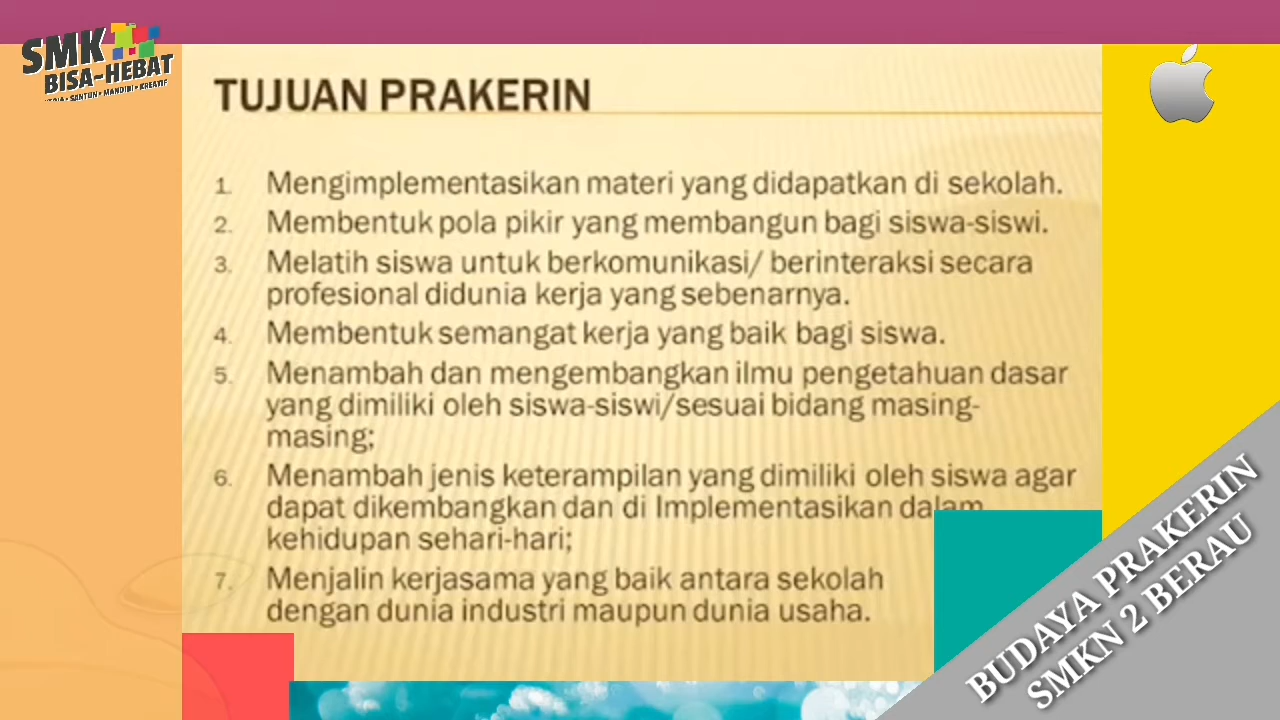 SMK
BISA-HEBAT
SANTUN • MANDIRI • KREATIF
TUJUAN PRAKERIN
1. Mengimplementasikan materi yang didapatkan di sekolah.
2. Membentuk pola pikir yang membangun bagi siswa-siswi.
3. Melatih siswa untuk berkomunikasi/ berinteraksi secara
profesional didunia kerja yang sebenarnya.
4. Membentuk semangat kerja yang baik bagi siswa.
5. Menambah dan mengembangkan ilmu pengetahuan dasar
yang dimiliki oleh siswa-siswi/sesuai bidang masing-
masing;
6. Menambah jenis keterampilan yang dimiliki oleh siswa agar
dapat dikembangkan dan di Implementasikan dalam
kehidupan sehari-hari;
7. Menjalin kerjasama yang baik antara sekolah
dengan dunia industri maupun dunia usaha.
BUDAYA PRAKERIN
SMKN 2 BERAU